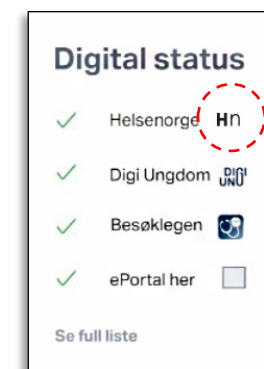 Digital status
Helsenorge Hn
Digi Ungdom DIGI
UNG
Besøklegen
ePortal her
Se full liste